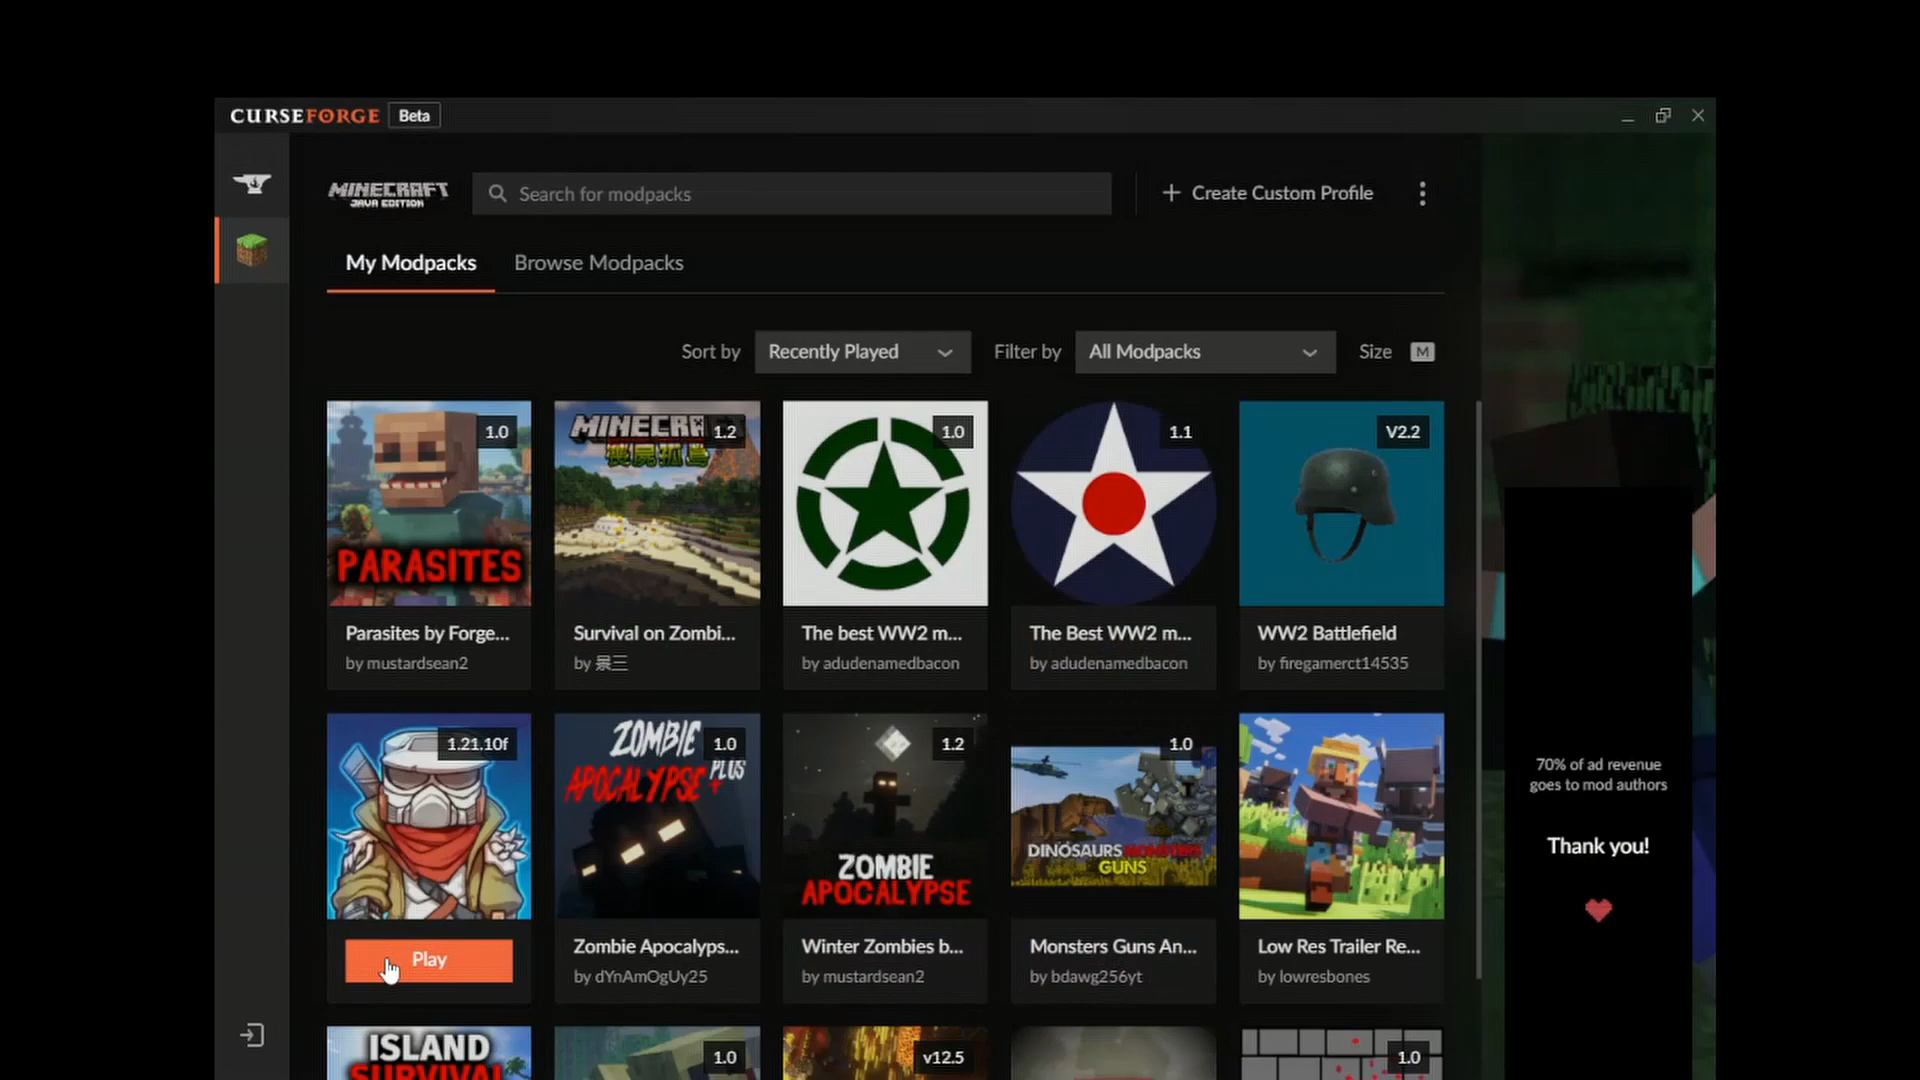 CURSEFORGE Beta
MINECRAFT
JAVA EDITION
Search for modpacks
Create Custom Profile
My Modpacks
Browse Modpacks
Sort by
Recently Played
Filter by
All Modpacks
Size
M
1.0
PARASITES
Parasites by Forge...
by mustardsean2
1.2
Survival on Zombi...
by 景三
1.0
The best WW2 m...
by adudenamedbacon
1.1
The Best WW2 m...
by adudenamedbacon
V2.2
WW2 Battlefield
by firegamerct14535
1.21.10f
Play
ZOMBIE
APOCALYPSE +
PLUS
1.0
Zombie Apocalyps...
by dYnAmOgUy25
1.2
ZOMBIE
APOCALYPSE
Winter Zombies b...
by mustardsean2
1.0
DINOSAURS MONSTERS
GUNS
Monsters Guns An...
by bdawg256yt
Low Res Trailer Re...
by lowresbones
70% of ad revenue
goes to mod authors
Thank you!
ISLAND
SURVIVAL
1.0
v12.5
1.0